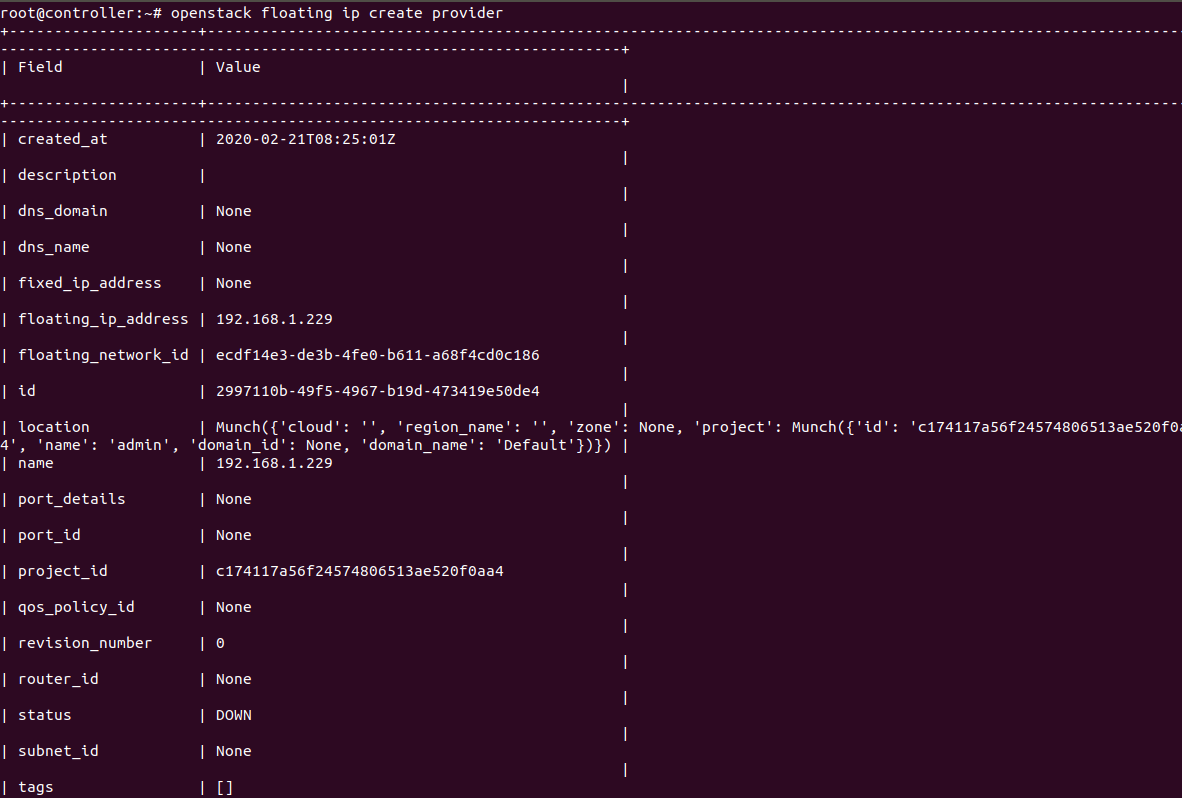 root@controller:~# openstack floating ip create provider
+---------------------+------------------------------------------------------------------------------------------------------------
---------------------------------------------------------------------+
| Field               | Value
                                                                     |
+---------------------+------------------------------------------------------------------------------------------------------------
---------------------------------------------------------------------+
| created_at          | 2020-02-21T08:25:01Z
                                                                     |
| description         |
                                                                     |
| dns_domain          | None
                                                                     |
| dns_name            | None
                                                                     |
| fixed_ip_address    | None
                                                                     |
| floating_ip_address | 192.168.1.229
                                                                     |
| floating_network_id | ecdf14e3-de3b-4fe0-b611-a68f4cd0c186
                                                                     |
| id                  | 2997110b-49f5-4967-b19d-473419e50de4
                                                                     |
| location            | Munch({'cloud': '', 'region_name': '', 'zone': None, 'project': Munch({'id': 'c174117a56f24574806513ae520f0a
4', 'name': 'admin', 'domain_id': None, 'domain_name': 'Default'})}) |
| name                | 192.168.1.229
                                                                     |
| port_details        | None
                                                                     |
| port_id             | None
                                                                     |
| project_id          | c174117a56f24574806513ae520f0aa4
                                                                     |
| qos_policy_id       | None
                                                                     |
| revision_number     | 0
                                                                     |
| router_id           | None
                                                                     |
| status              | DOWN
                                                                     |
| subnet_id           | None
                                                                     |
| tags                | []